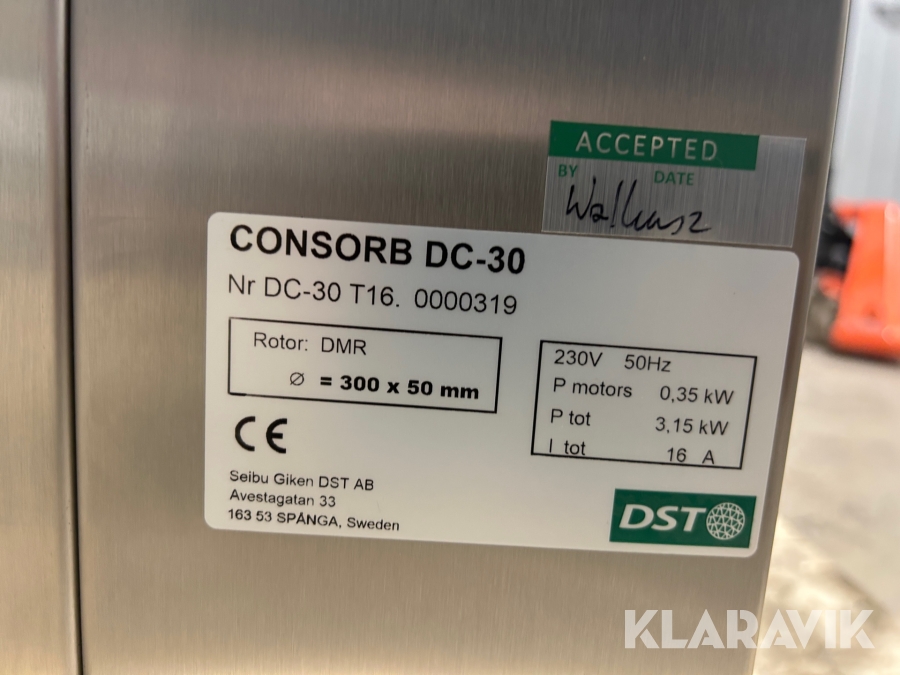 ACCEPTED
BY
DATE
CONSORB DC-30
Nr DC-30 T16. 0000319
Rotor: DMR
∅ = 300 x 50 mm
230V 50Hz
P motors 0,35 kW
P tot 3,15 kW
I tot 16 A
CE
Seibu Giken DST AB
Avestagatan 33
163 53 SPÅNGA, Sweden
DST
KLARAVIK